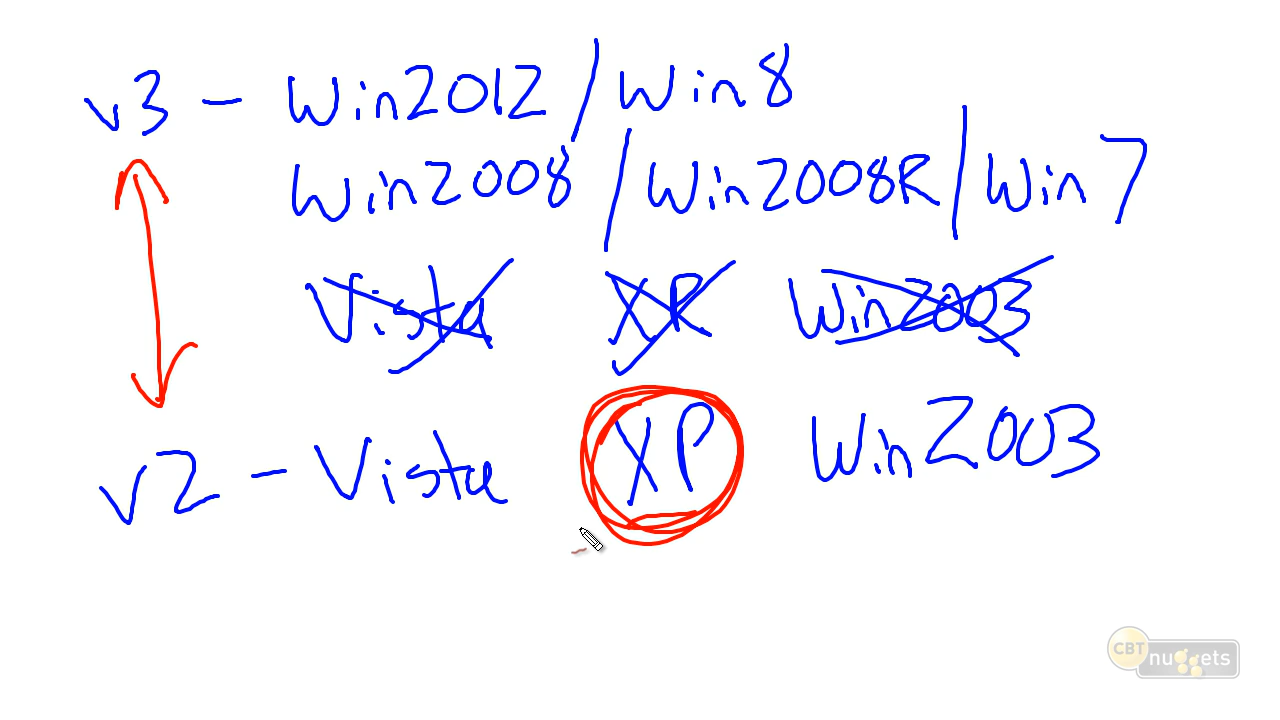 v3 - Win2012 / Win8
Win2008 / Win2008R / Win7
Vista XP Win2003
v2 - Vista XP Win2003
CBT nuggets